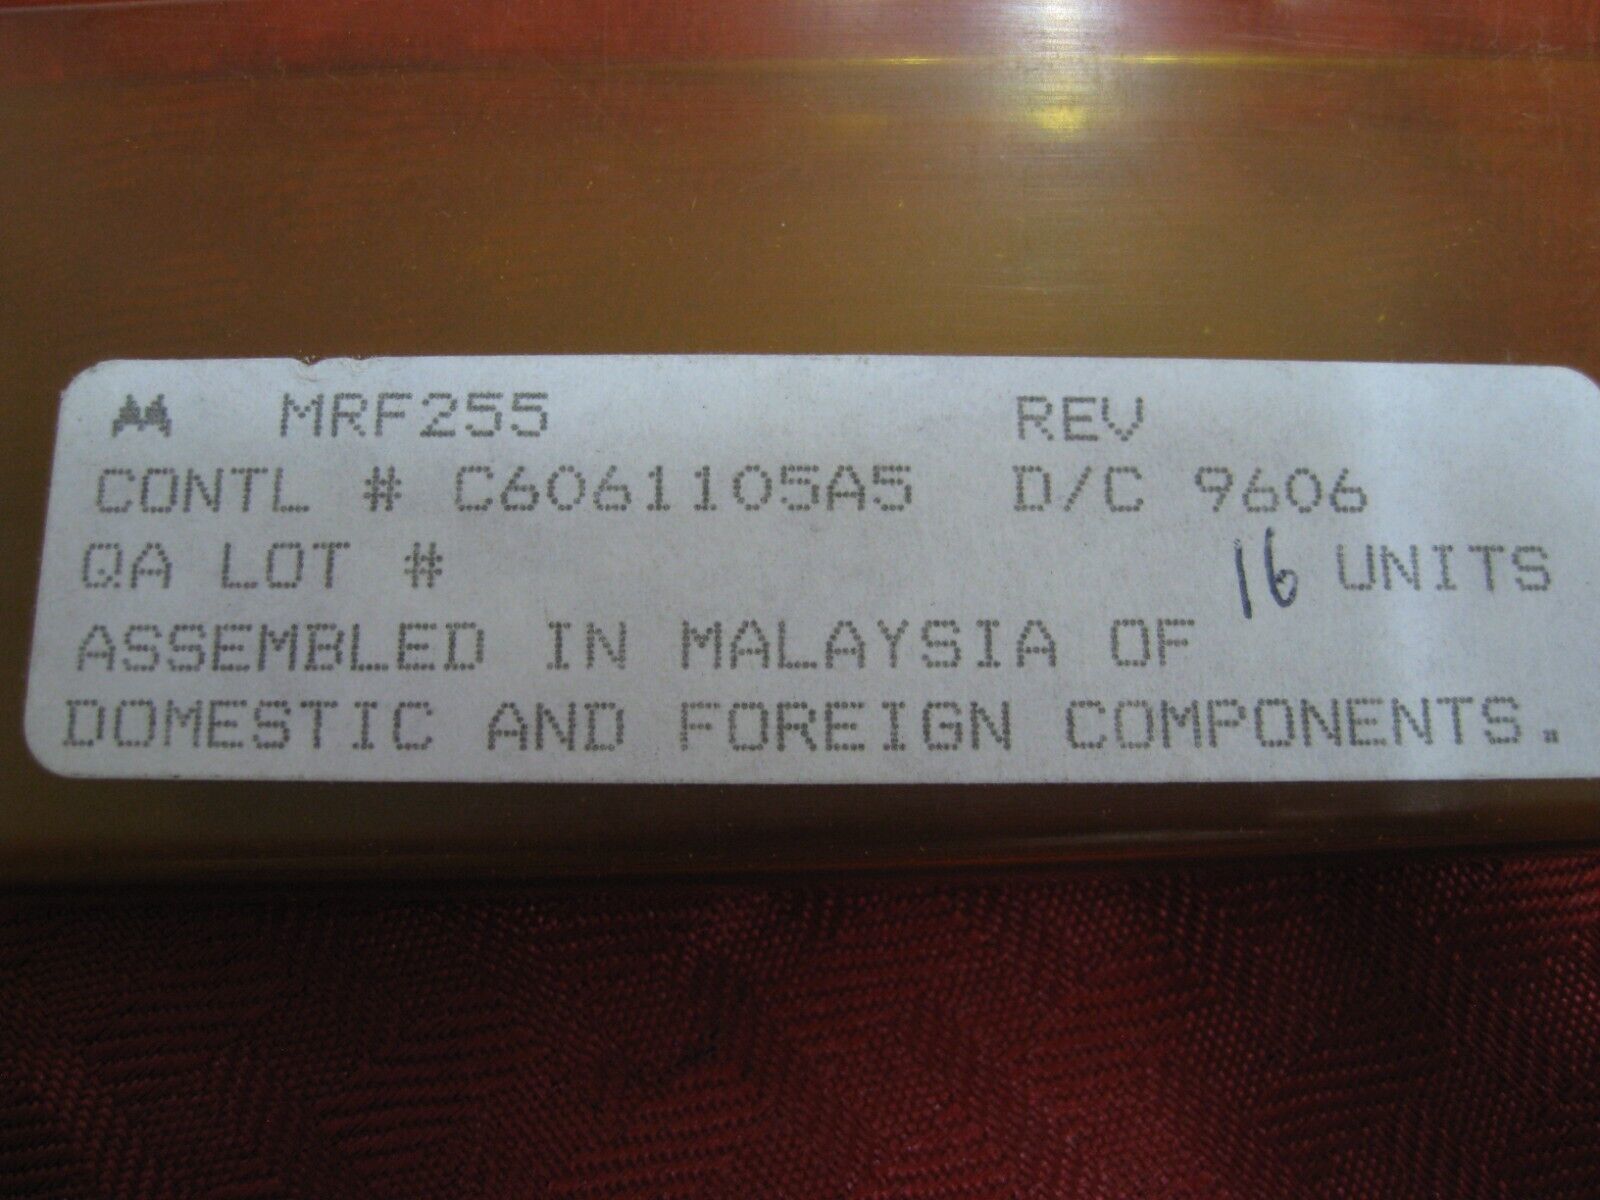 MRF255 REV
CONTL # C6061105A5 D/C 9606
QA LOT # 16 UNITS
ASSEMBLED IN MALAYSIA OF
DOMESTIC AND FOREIGN COMPONENTS.